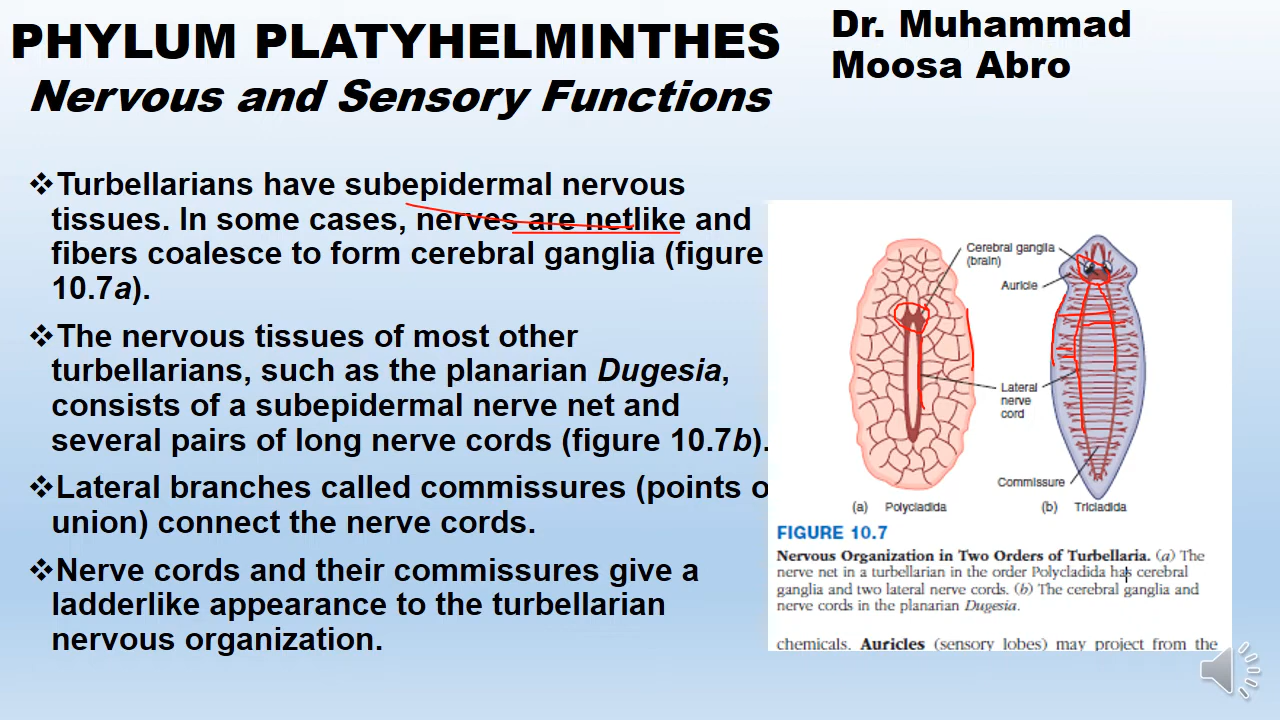 PHYLUM PLATYHELMINTHES
Nervous and Sensory Functions
Dr. Muhammad
Moosa Abro
❖Turbellarians have subepidermal nervous
tissues. In some cases, nerves are netlike and
fibers coalesce to form cerebral ganglia (figure
10.7a).
❖The nervous tissues of most other
turbellarians, such as the planarian Dugesia,
consists of a subepidermal nerve net and
several pairs of long nerve cords (figure 10.7b).
❖Lateral branches called commissures (points o
union) connect the nerve cords.
❖Nerve cords and their commissures give a
ladderlike appearance to the turbellarian
nervous organization.
Cerebral ganglia
(brain)
Auricle
Lateral
nerve
cord
Commissure
(a) Polycladida
(b) Tricladida
FIGURE 10.7
Nervous Organization in Two Orders of Turbellaria. (a) The
nerve net in a turbellarian in the order Polycladida has cerebral
ganglia and two lateral nerve cords. (b) The cerebral ganglia and
nerve cords in the planarian Dugesia.
chemicals. Auricles (sensory lobes) may project from the